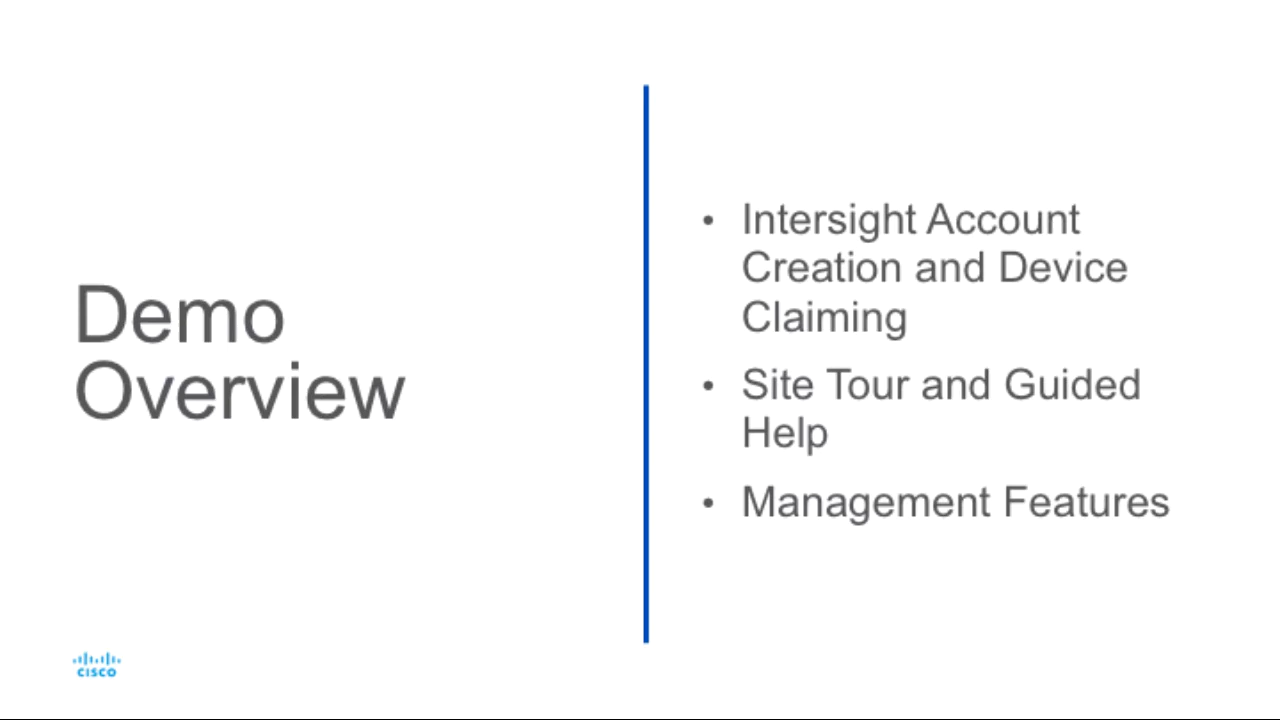 Demo
Overview
• Intersight Account
Creation and Device
Claiming
• Site Tour and Guided
Help
• Management Features
CISCO